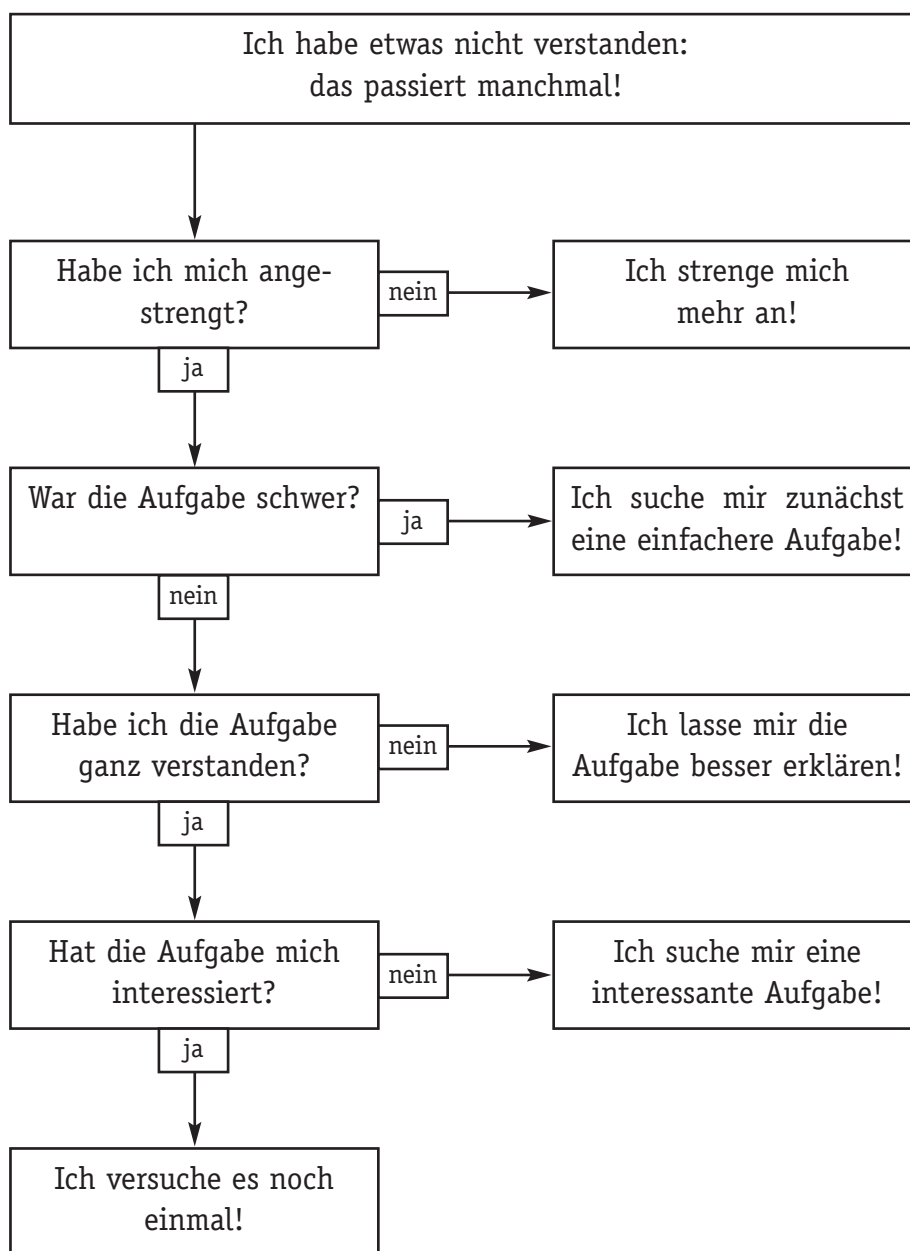 Ich habe etwas nicht verstanden:
das passiert manchmal!
Habe ich mich ange-
strengt?
nein
Ich strenge mich
mehr an!
ja
War die Aufgabe schwer?
ja
Ich suche mir zunächst
eine einfachere Aufgabe!
nein
Habe ich die Aufgabe
ganz verstanden?
nein
Ich lasse mir die
Aufgabe besser erklären!
ja
Hat die Aufgabe mich
interessiert?
nein
Ich suche mir eine
interessante Aufgabe!
ja
Ich versuche es noch
einmal!